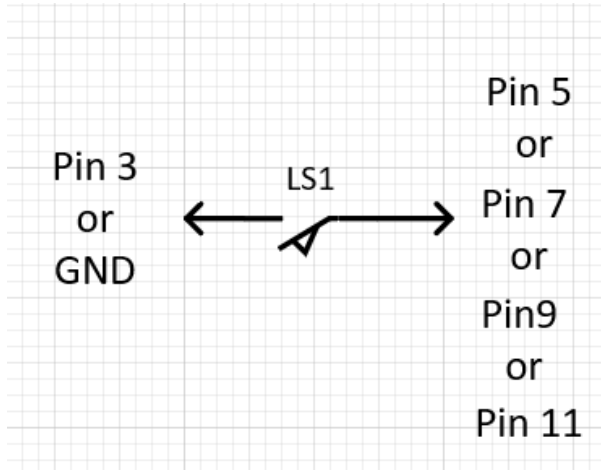 Pin 3
or
GND
LS1
Pin 5
or
Pin 7
or
Pin9
or
Pin 11